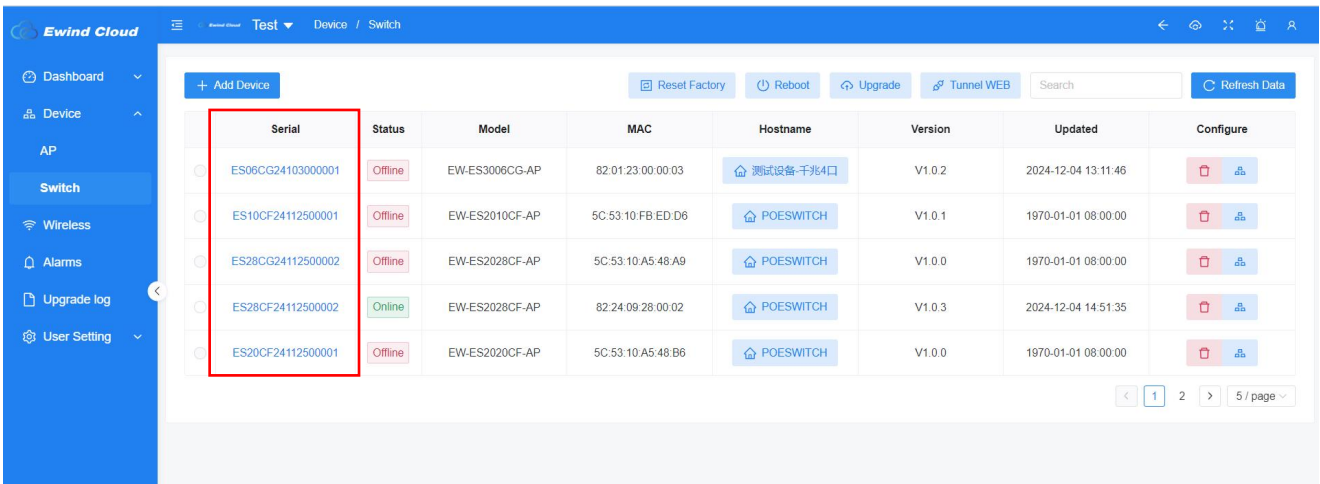 Ewind Cloud
Test Device / Switch
Dashboard
Device
AP
Switch
Wireless
Alarms
Upgrade log
User Setting
+ Add Device Reset Factory Reboot Upgrade Tunnel WEB Search Refresh Data
Serial Status Model MAC Hostname Version Updated Configure
ES06CG24103000001 Offline EW-ES3006CG-AP 82:01:23:00:00:03 测试设备-千兆4口 V1.0.2 2024-12-04 13:11:46
ES10CF24112500001 Offline EW-ES2010CF-AP 5C:53:10:FB:ED:D6 POESWITCH V1.0.1 1970-01-01 08:00:00
ES28CG24112500002 Offline EW-ES2028CF-AP 5C:53:10:A5:48:A9 POESWITCH V1.0.0 1970-01-01 08:00:00
ES28CF24112500002 Online EW-ES2028CF-AP 82:24:09:28:00:02 POESWITCH V1.0.3 2024-12-04 14:51:35
ES20CF24112500001 Offline EW-ES2020CF-AP 5C:53:10:A5:48:B6 POESWITCH V1.0.0 1970-01-01 08:00:00
< 1 2 > 5 / page